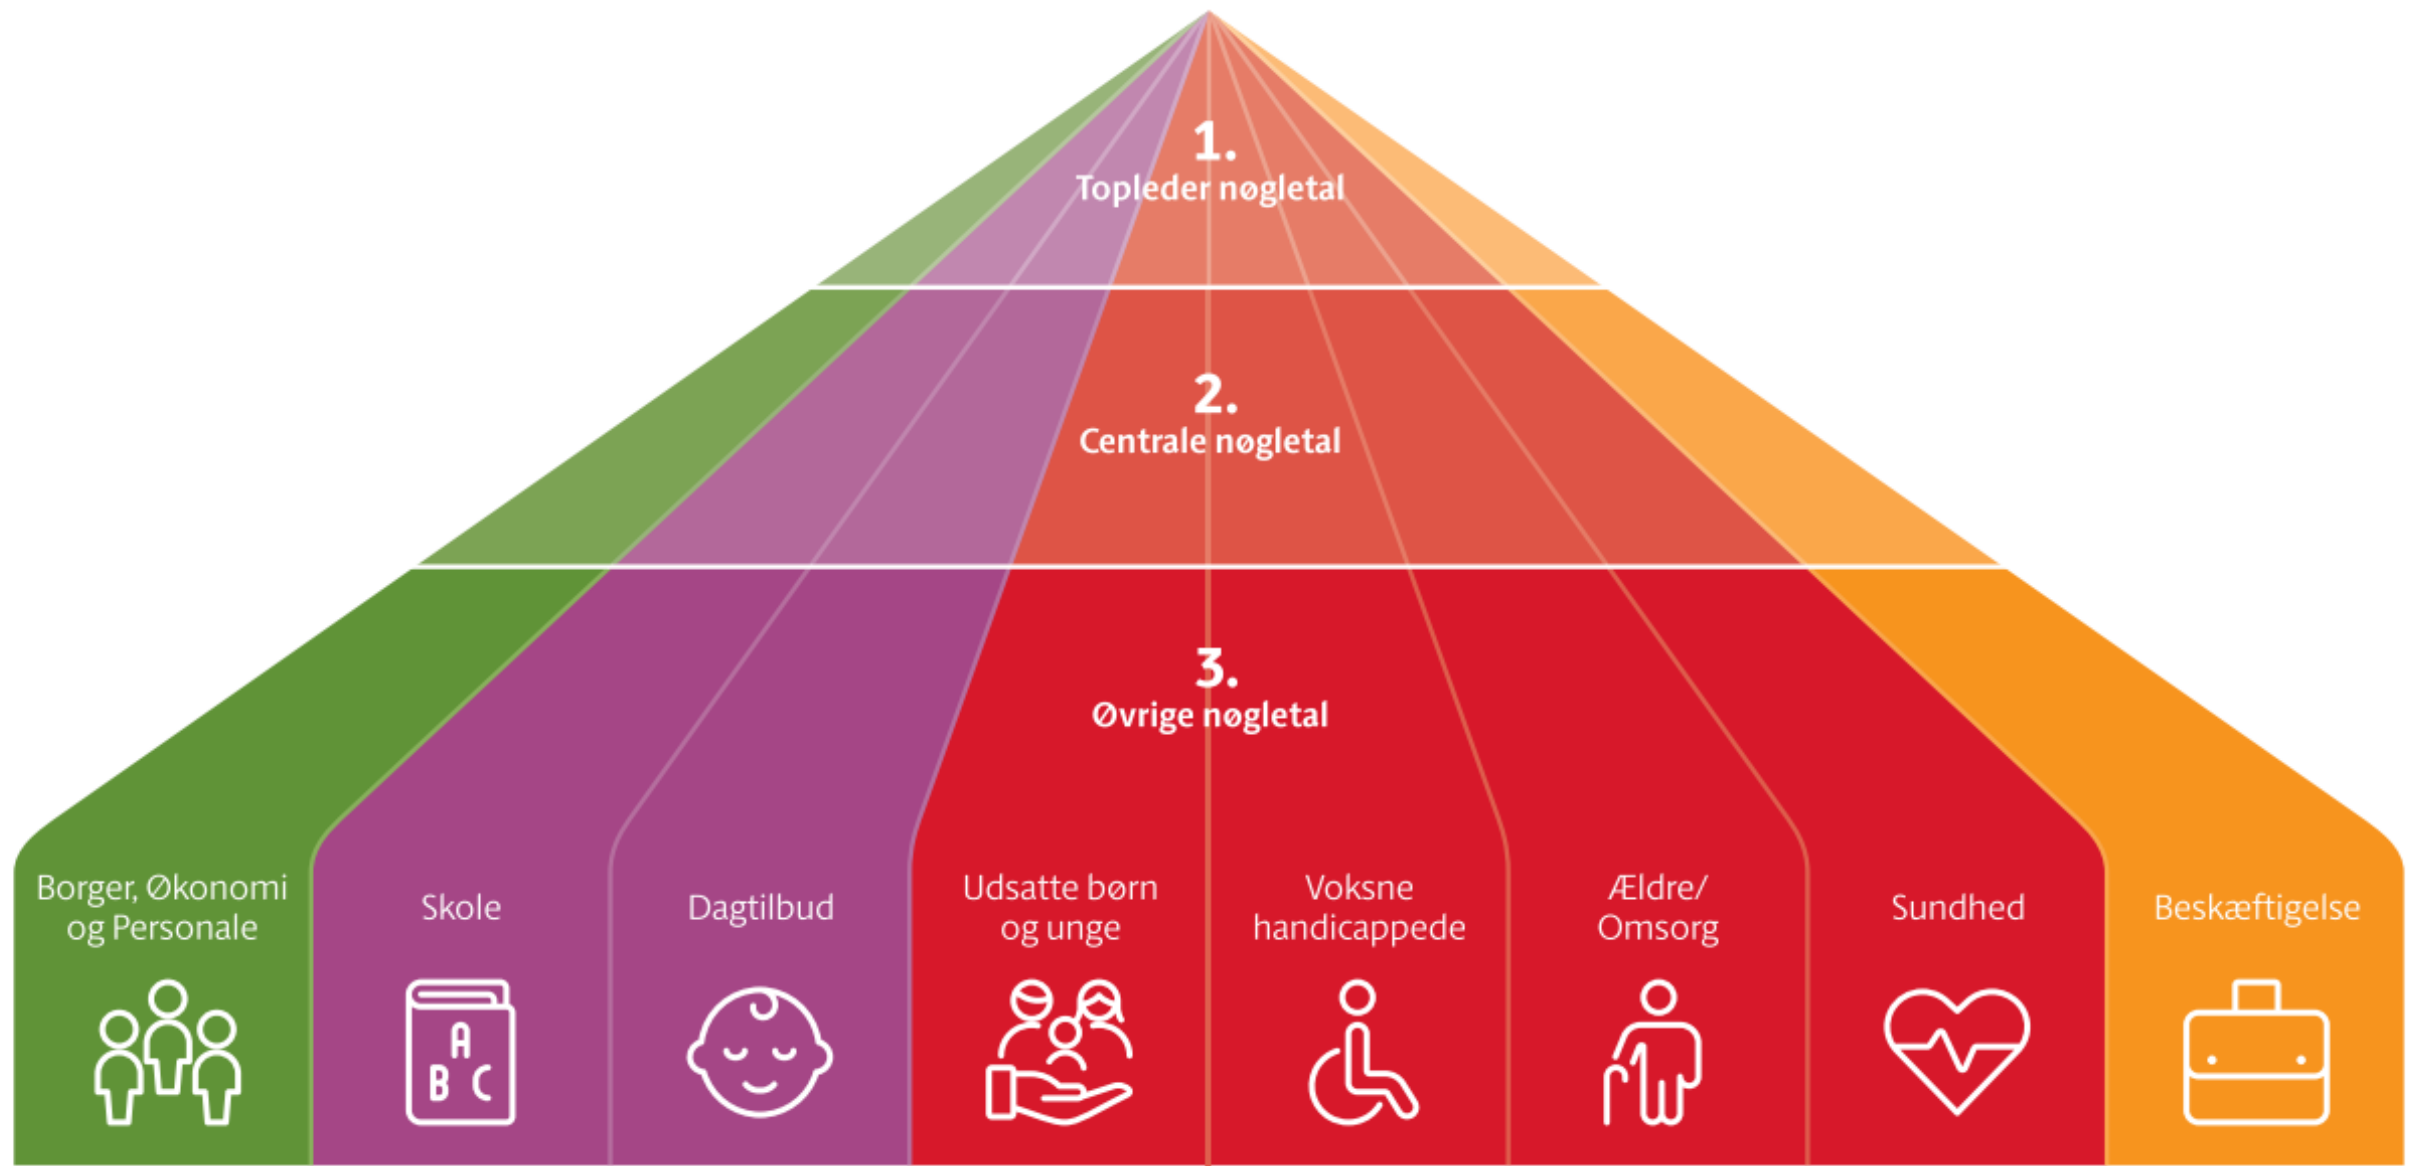 1.
Topleder nøgletal
2.
Centrale nøgletal
3.
Øvrige nøgletal
Borger, Økonomi
og Personale
Skole
Dagtilbud
Udsatte børn
og unge
Voksne
handicappede
Ældre/
Omsorg
Sundhed
Beskæftigelse
A
B C